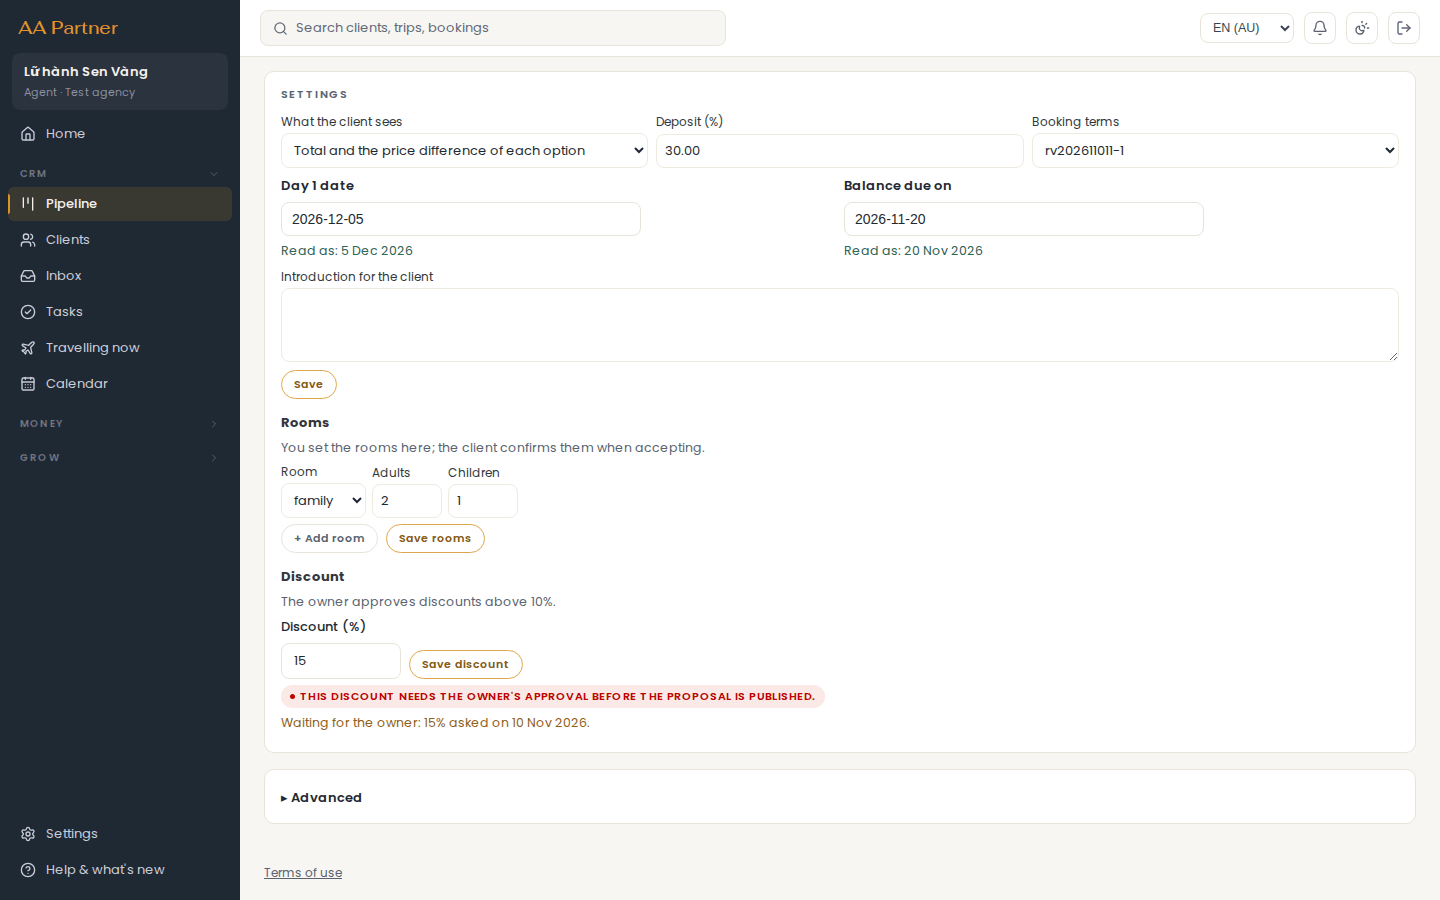 AA Partner
Lữ hành Sen Vàng
Agent · Test agency
Home
CRM
Pipeline
Clients
Inbox
Tasks
Travelling now
Calendar
MONEY
GROW
Settings
Help & what's new
Search clients, trips, bookings
EN (AU)
SETTINGS
What the client sees
Deposit (%)
Booking terms
Total and the price difference of each option
30.00
rv202611011-1
Day 1 date
Balance due on
2026-12-05
2026-11-20
Read as: 5 Dec 2026
Read as: 20 Nov 2026
Introduction for the client
Save
Rooms
You set the rooms here; the client confirms them when accepting.
Room
Adults
Children
family
2
1
+ Add room
Save rooms
Discount
The owner approves discounts above 10%.
Discount (%)
15
Save discount
THIS DISCOUNT NEEDS THE OWNER'S APPROVAL BEFORE THE PROPOSAL IS PUBLISHED.
Waiting for the owner: 15% asked on 10 Nov 2026.
▸ Advanced
Terms of use